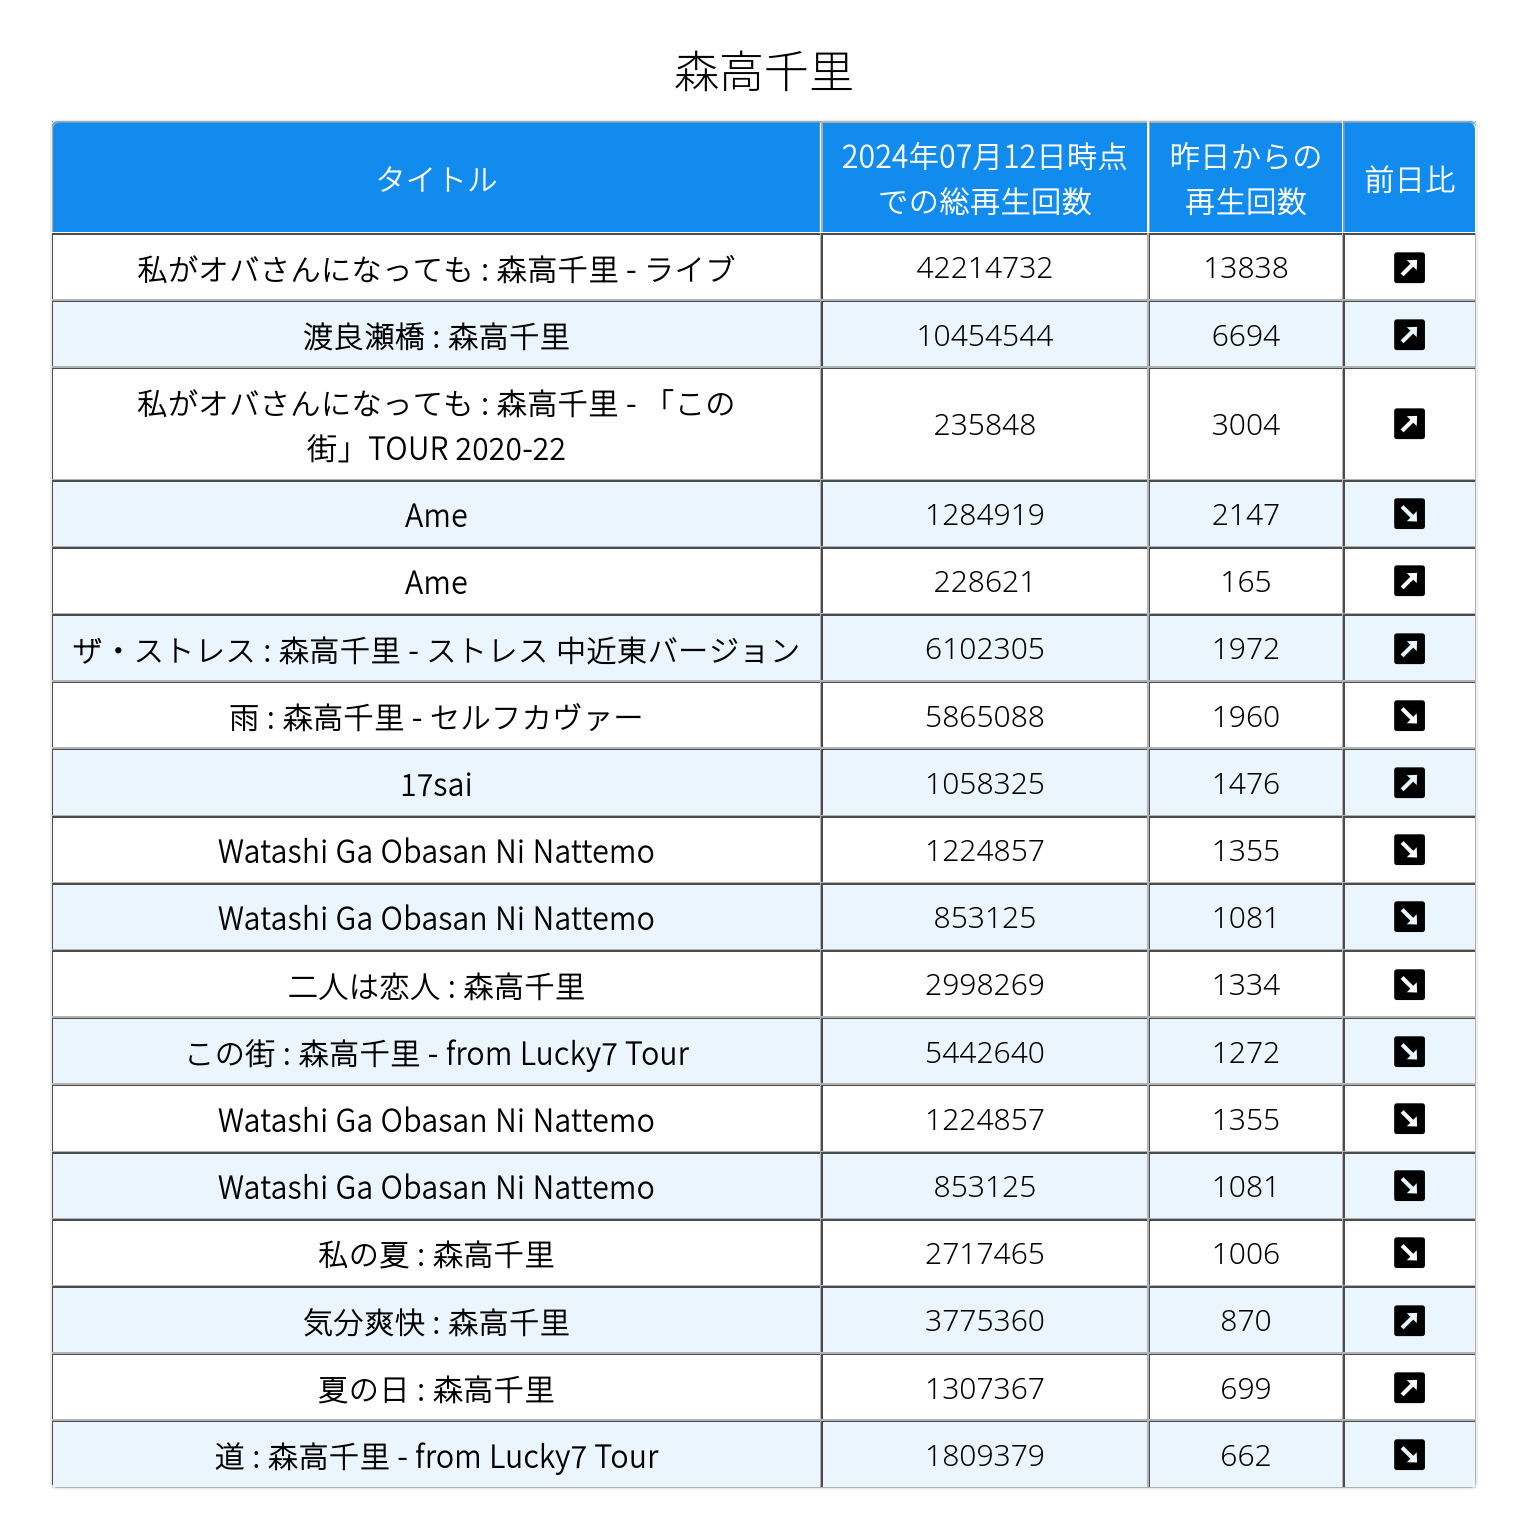 森高千里
タイトル 2024年07月12日時点での総再生回数 昨日からの再生回数 前日比
私がオバさんになっても : 森高千里 - ライブ 42214732 13838 ↗
渡良瀬橋 : 森高千里 10454544 6694 ↗
私がオバさんになっても : 森高千里 - 「この街」TOUR 2020-22 235848 3004 ↗
Ame 1284919 2147 ↘
Ame 228621 165 ↗
ザ・ストレス : 森高千里 - ストレス 中近東バージョン 6102305 1972 ↗
雨 : 森高千里 - セルフカヴァー 5865088 1960 ↘
17sai 1058325 1476 ↗
Watashi Ga Obasan Ni Nattemo 1224857 1355 ↘
Watashi Ga Obasan Ni Nattemo 853125 1081 ↘
二人は恋人 : 森高千里 2998269 1334 ↘
この街 : 森高千里 - from Lucky7 Tour 5442640 1272 ↘
Watashi Ga Obasan Ni Nattemo 1224857 1355 ↘
Watashi Ga Obasan Ni Nattemo 853125 1081 ↘
私の夏 : 森高千里 2717465 1006 ↘
気分爽快 : 森高千里 3775360 870 ↗
夏の日 : 森高千里 1307367 699 ↗
道 : 森高千里 - from Lucky7 Tour 1809379 662 ↘